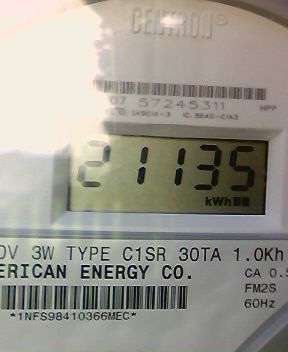 CENTRON®
07 57245311 HPP
21135
kWh
0V 3W TYPE C1SR 30TA 1.0Kh
ERICAN ENERGY CO.
CA 0.5
FM2S
60Hz
*1NFS98410366MEC*